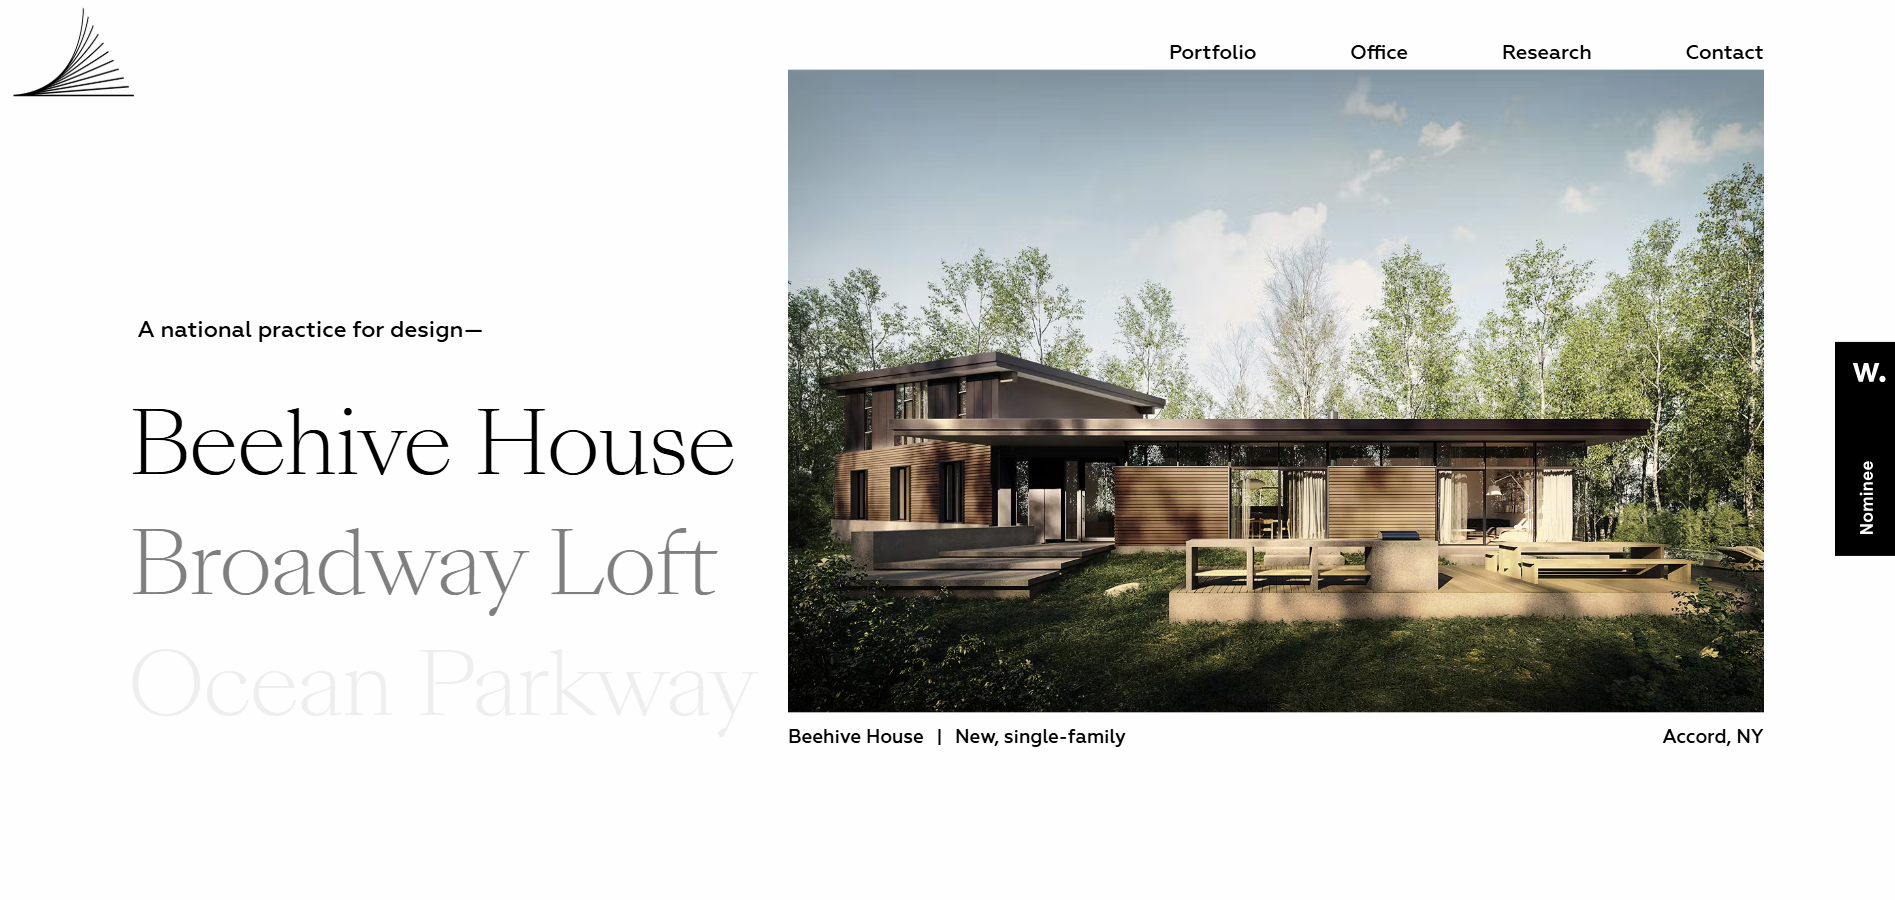 Portfolio Office Research Contact
A national practice for design—
Beehive House
Broadway Loft
Ocean Parkway
Beehive House | New, single-family
Accord, NY
W.
Nominee